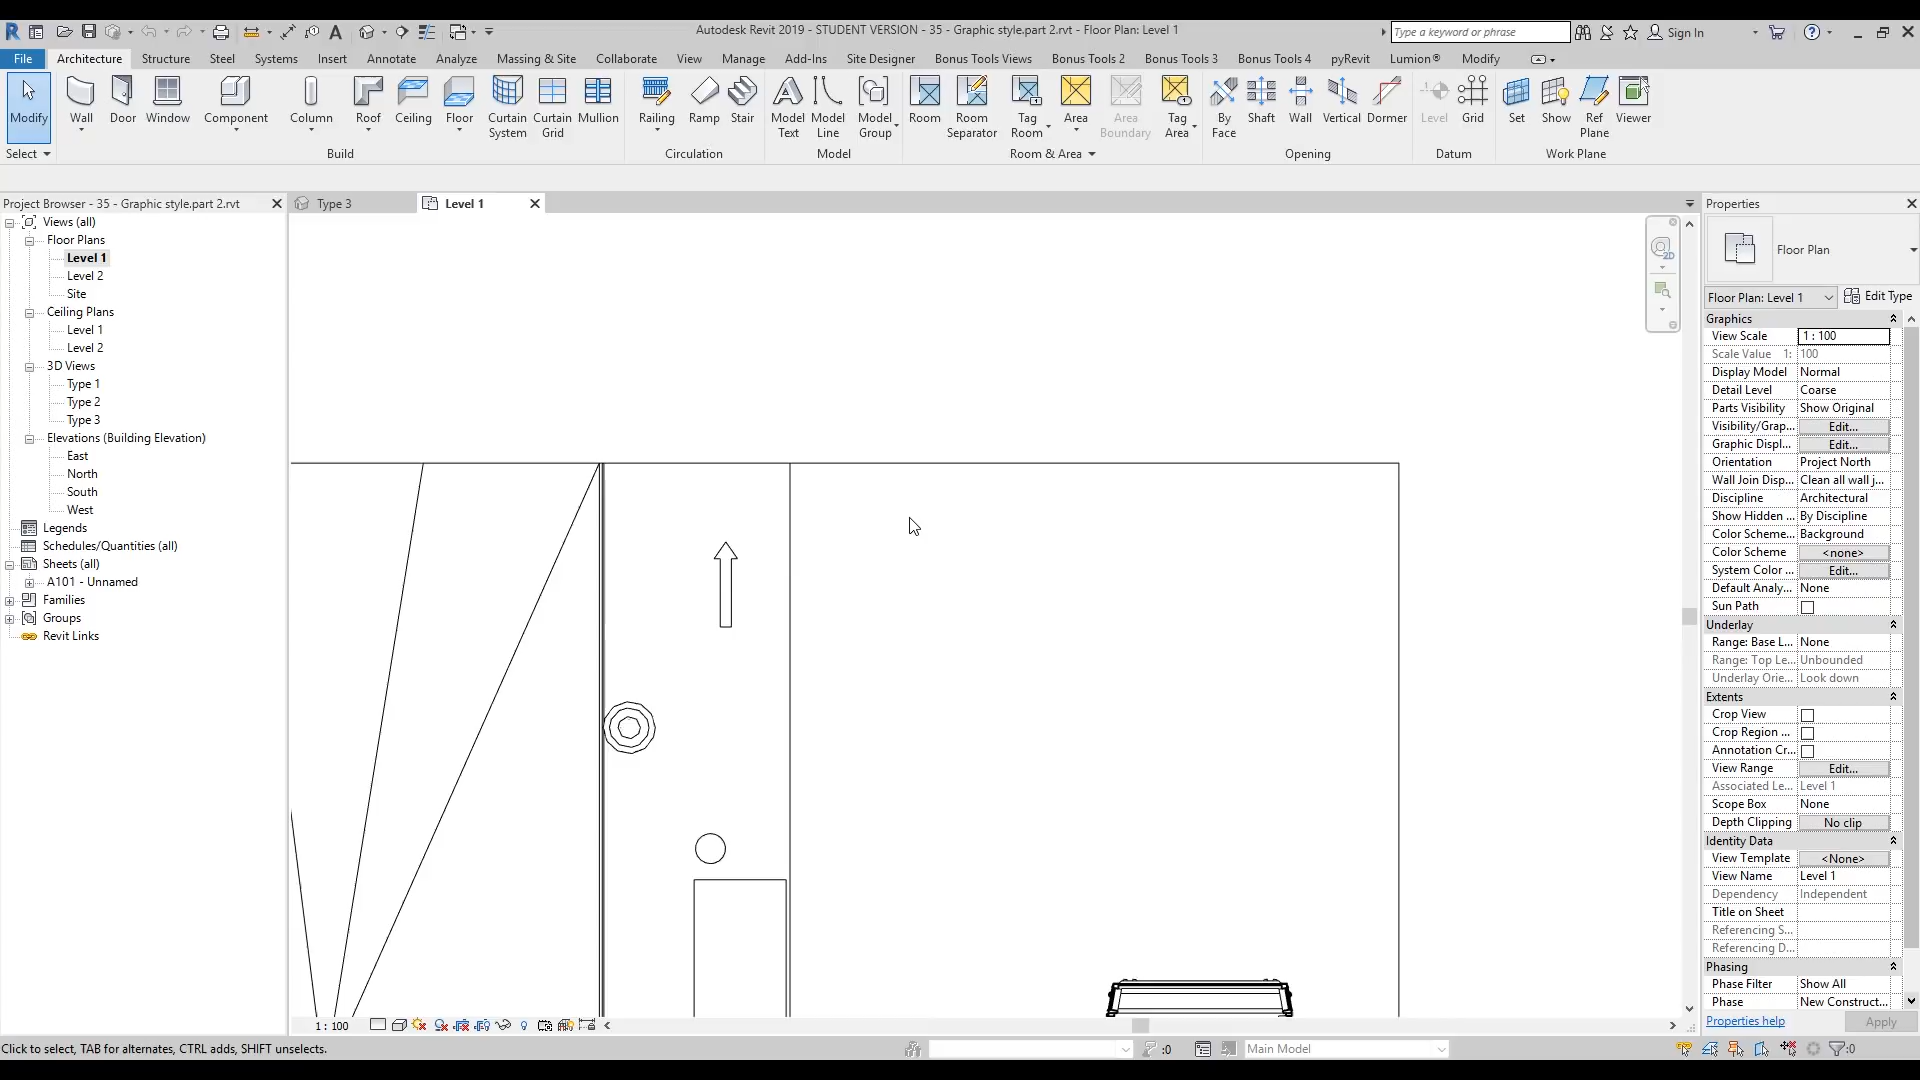 Autodesk Revit 2019 - STUDENT VERSION - 35 - Graphic style.part 2.rvt - Floor Plan: Level 1
Type a keyword or phrase
Sign In
File Architecture Structure Steel Systems Insert Annotate Analyze Massing & Site Collaborate View Manage Add-Ins Site Designer Bonus Tools Views Bonus Tools 2 Bonus Tools 3 Bonus Tools 4 pyRevit Lumion® Modify
Modify
Wall
Door
Window
Component
Column
Roof
Ceiling
Floor
Curtain System
Curtain Grid
Mullion
Railing
Ramp
Stair
Model Text
Model Line
Model Group
Room
Room Separator
Tag Room
Area
Area Boundary
Tag Area
By Face
Shaft
Wall
Vertical
Dormer
Level
Grid
Set
Show
Ref Plane
Viewer
Select
Build
Circulation
Model
Room & Area
Opening
Datum
Work Plane
Project Browser - 35 - Graphic style.part 2.rvt
Views (all)
Floor Plans
Level 1
Level 2
Site
Ceiling Plans
Level 1
Level 2
3D Views
Type 1
Type 2
Type 3
Elevations (Building Elevation)
East
North
South
West
Legends
Schedules/Quantities (all)
Sheets (all)
A101 - Unnamed
Families
Groups
Revit Links
Type 3
Level 1
2D
Properties
Floor Plan
Floor Plan: Level 1
Edit Type
Graphics
View Scale 1 : 100
Scale Value 1: 100
Display Model Normal
Detail Level Coarse
Parts Visibility Show Original
Visibility/Grap... Edit...
Graphic Displ... Edit...
Orientation Project North
Wall Join Disp... Clean all wall j...
Discipline Architectural
Show Hidden ... By Discipline
Color Scheme... Background
Color Scheme <none>
System Color ... Edit...
Default Analy... None
Sun Path
Underlay
Range: Base L... None
Range: Top Le... Unbounded
Underlay Orie... Look down
Extents
Crop View
Crop Region ...
Annotation Cr...
View Range Edit...
Associated Le... Level 1
Scope Box None
Depth Clipping No clip
Identity Data
View Template <None>
View Name Level 1
Dependency Independent
Title on Sheet
Referencing S...
Referencing D...
Phasing
Phase Filter Show All
Phase New Construct...
Properties help
Apply
1 : 100
Click to select, TAB for alternates, CTRL adds, SHIFT unselects.
:0
Main Model
:0